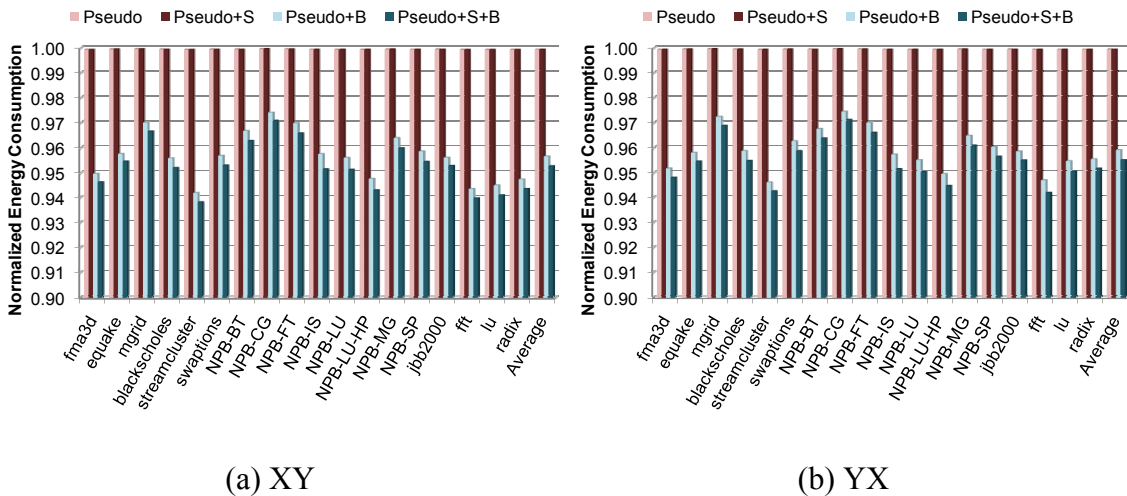 Pseudo Pseudo+S Pseudo+B Pseudo+S+B
Normalized Energy Consumption
1.00
0.99
0.98
0.97
0.96
0.95
0.94
0.93
0.92
0.91
0.90
fma3d
equake
mgrid
blackscholes
streamcluster
swaptions
NPB-BT
NPB-CG
NPB-FT
NPB-IS
NPB-LU
NPB-LU-HP
NPB-MG
NPB-SP
jbb2000
fft
lu
radix
Average
(a) XY
Pseudo Pseudo+S Pseudo+B Pseudo+S+B
Normalized Energy Consumption
1.00
0.99
0.98
0.97
0.96
0.95
0.94
0.93
0.92
0.91
0.90
fma3d
equake
mgrid
blackscholes
streamcluster
swaptions
NPB-BT
NPB-CG
NPB-FT
NPB-IS
NPB-LU
NPB-LU-HP
NPB-MG
NPB-SP
jbb2000
fft
lu
radix
Average
(b) YX